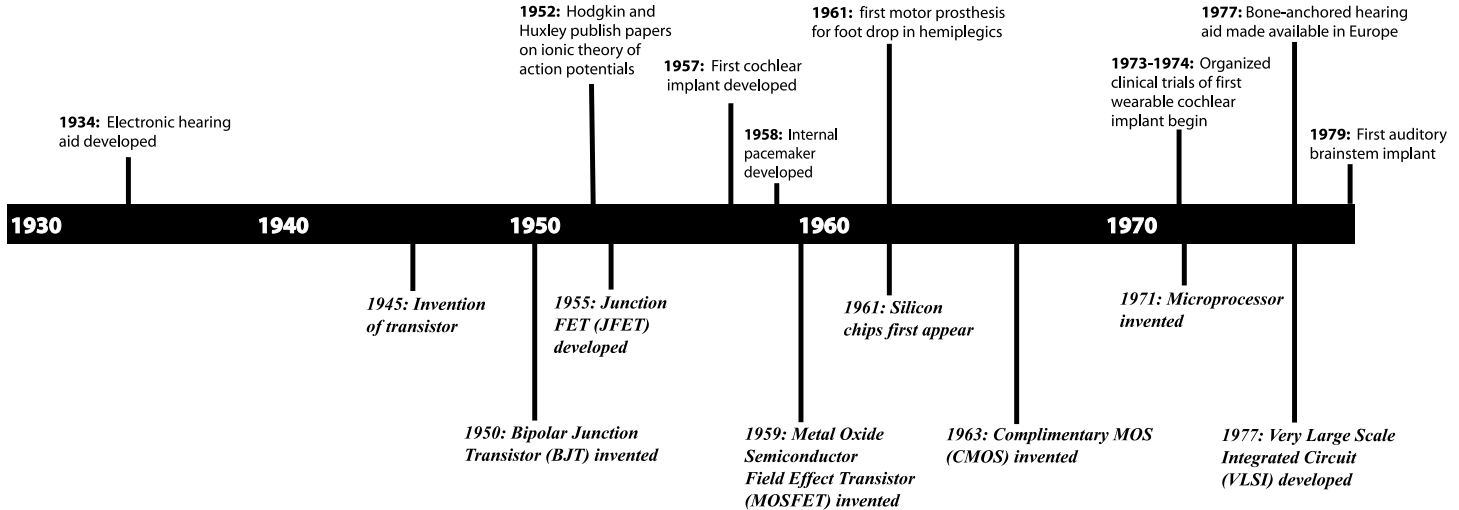 1934: Electronic hearing
aid developed
1952: Hodgkin and
Huxley publish papers
on ionic theory of
action potentials
1957: First cochlear
implant developed
1958: Internal
pacemaker
developed
1961: first motor prosthesis
for foot drop in hemiplegics
1973-1974: Organized
clinical trials of first
wearable cochlear
implant begin
1977: Bone-anchored hearing
aid made available in Europe
1979: First auditory
brainstem implant
1930 1940 1950 1960 1970
1945: Invention
of transistor
1950: Bipolar Junction
Transistor (BJT) invented
1955: Junction
FET (JFET)
developed
1959: Metal Oxide
Semiconductor
Field Effect Transistor
(MOSFET) invented
1961: Silicon
chips first appear
1963: Complimentary MOS
(CMOS) invented
1971: Microprocessor
invented
1977: Very Large Scale
Integrated Circuit
(VLSI) developed